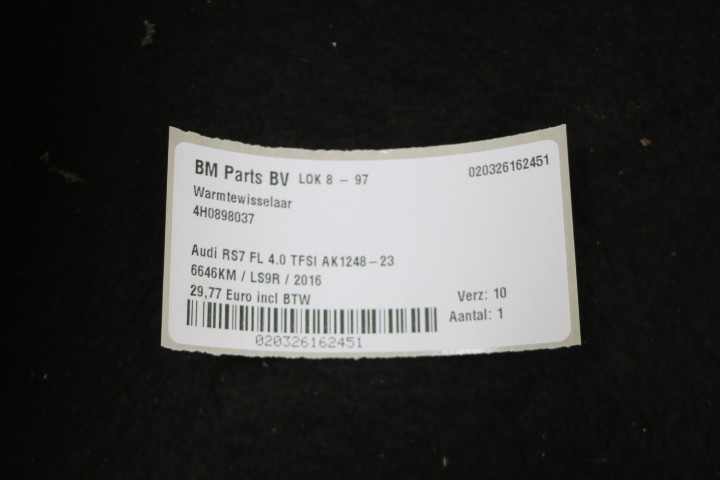 BM Parts BV LOK 8 - 97 020326162451
Warmtewisselaar
4H0898037
Audi RS7 FL 4.0 TFSI AK1248-23
6646KM / LS9R / 2016
29,77 Euro incl BTW
Verz: 10
Aantal: 1
020326162451